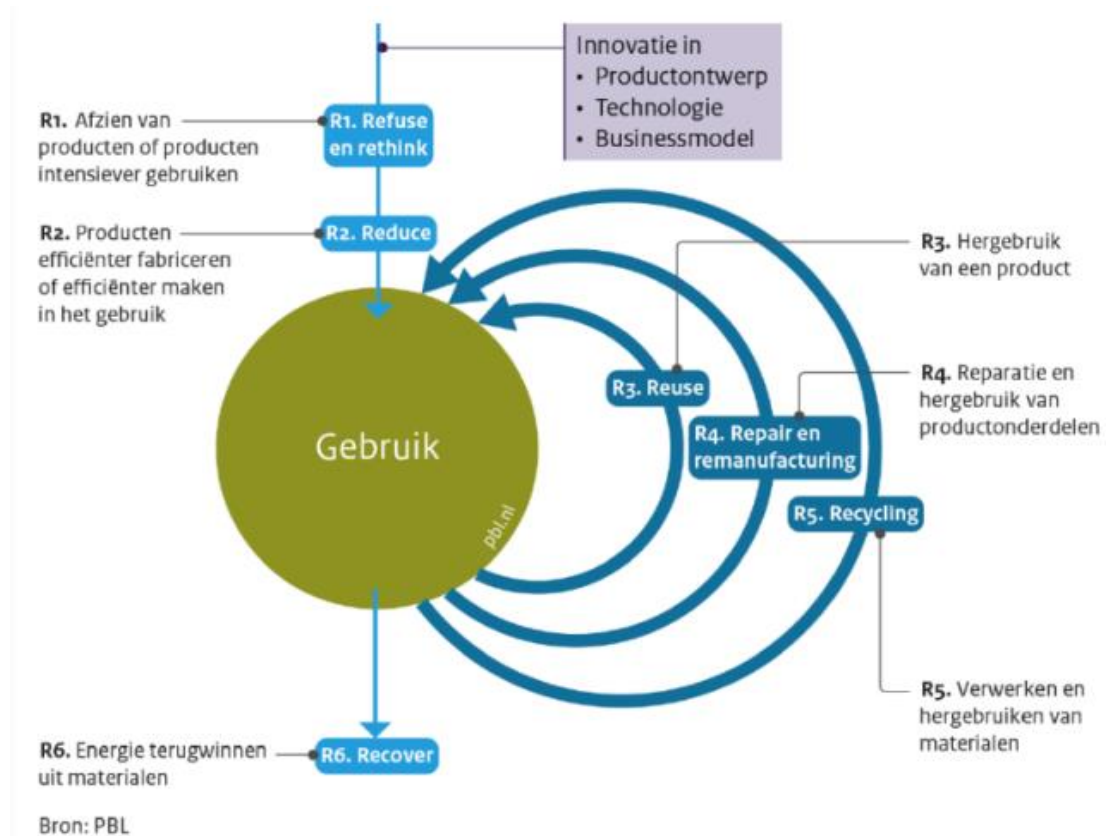 Innovatie in
• Productontwerp
• Technologie
• Businessmodel
R1. Afzien van
producten of producten
intensiever gebruiken
R1. Refuse
en rethink
R2. Producten
efficiënter fabriceren
of efficiënter maken
in het gebruik
R2. Reduce
R3. Hergebruik
van een product
R3. Reuse
R4. Reparatie en
hergebruik van
productonderdelen
R4. Repair en
remanufacturing
Gebruik
pbl.nl
R5. Recycling
R5. Verwerken en
hergebruiken van
materialen
R6. Energie terugwinnen
uit materialen
R6. Recover
Bron: PBL